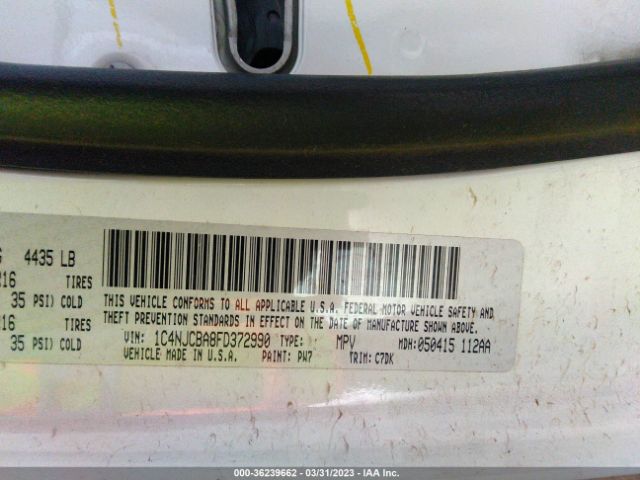 4435 LB
TIRES
35 PSI) COLD
TIRES
35 PSI) COLD
THIS VEHICLE CONFORMS TO ALL APPLICABLE U.S.A. FEDERAL MOTOR VEHICLE SAFETY AND
THEFT PREVENTION STANDARDS IN EFFECT ON THE DATE OF MANUFACTURE SHOWN ABOVE.
VIN: 1C4NJCBA8FD372990 TYPE: MPV MDH: 050415 112AA
VEHICLE MADE IN U.S.A. PAINT: PW7 TRIM: C7DK
000-36239662 - 03/31/2023 - IAA Inc.